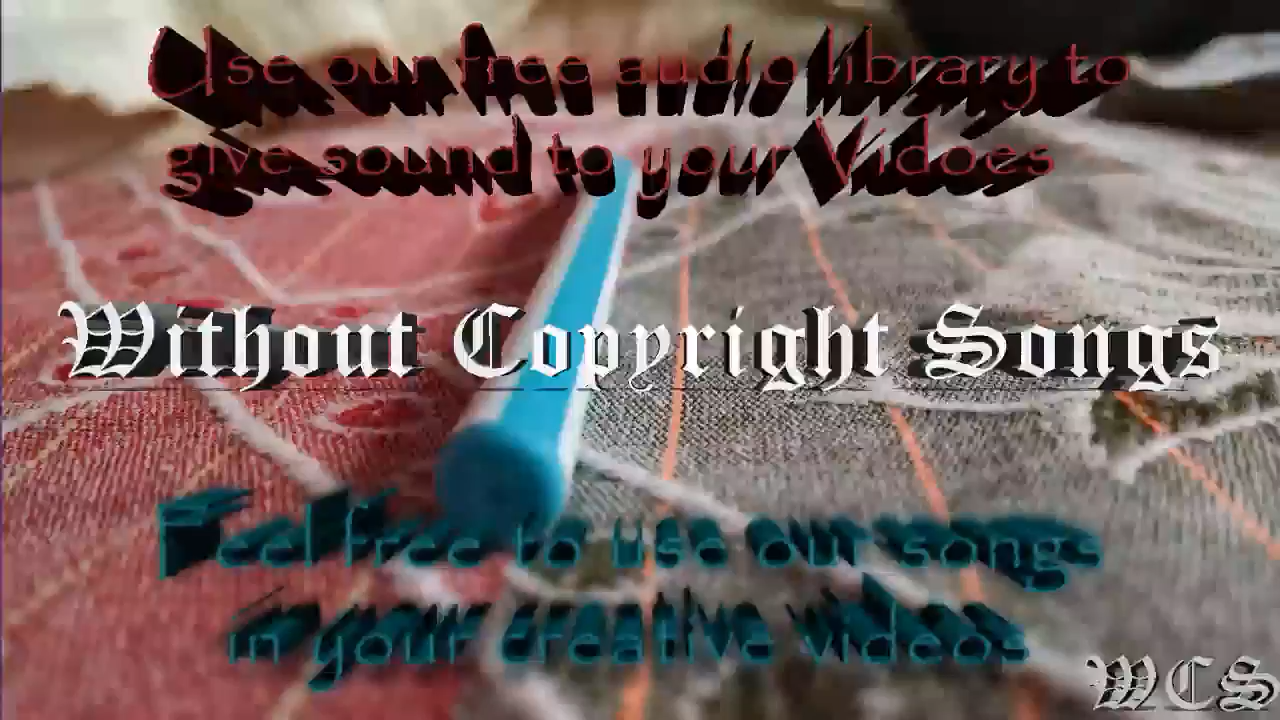 Use our free audio library to
give sound to your Vidoes
Without Copyright Songs
Feel free to use our songs
in your creative videos
WCS